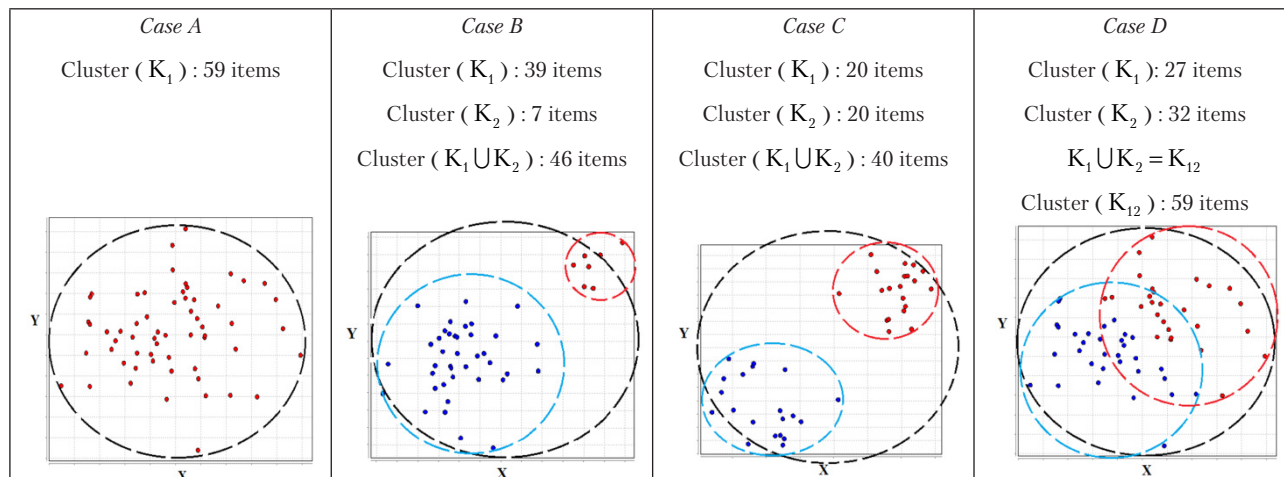 Case A
Cluster ( K₁ ) : 59 items
Y
X
Case B
Cluster ( K₁ ) : 39 items
Cluster ( K₂ ) : 7 items
Cluster ( K₁ ⋃ K₂ ) : 46 items
Y
X
Case C
Cluster ( K₁ ) : 20 items
Cluster ( K₂ ) : 20 items
Cluster ( K₁ ⋃ K₂ ) : 40 items
Y
X
Case D
Cluster ( K₁ ): 27 items
Cluster ( K₂ ) : 32 items
K₁ ⋃ K₂ = K₁₂
Cluster ( K₁₂ ) : 59 items
Y
X